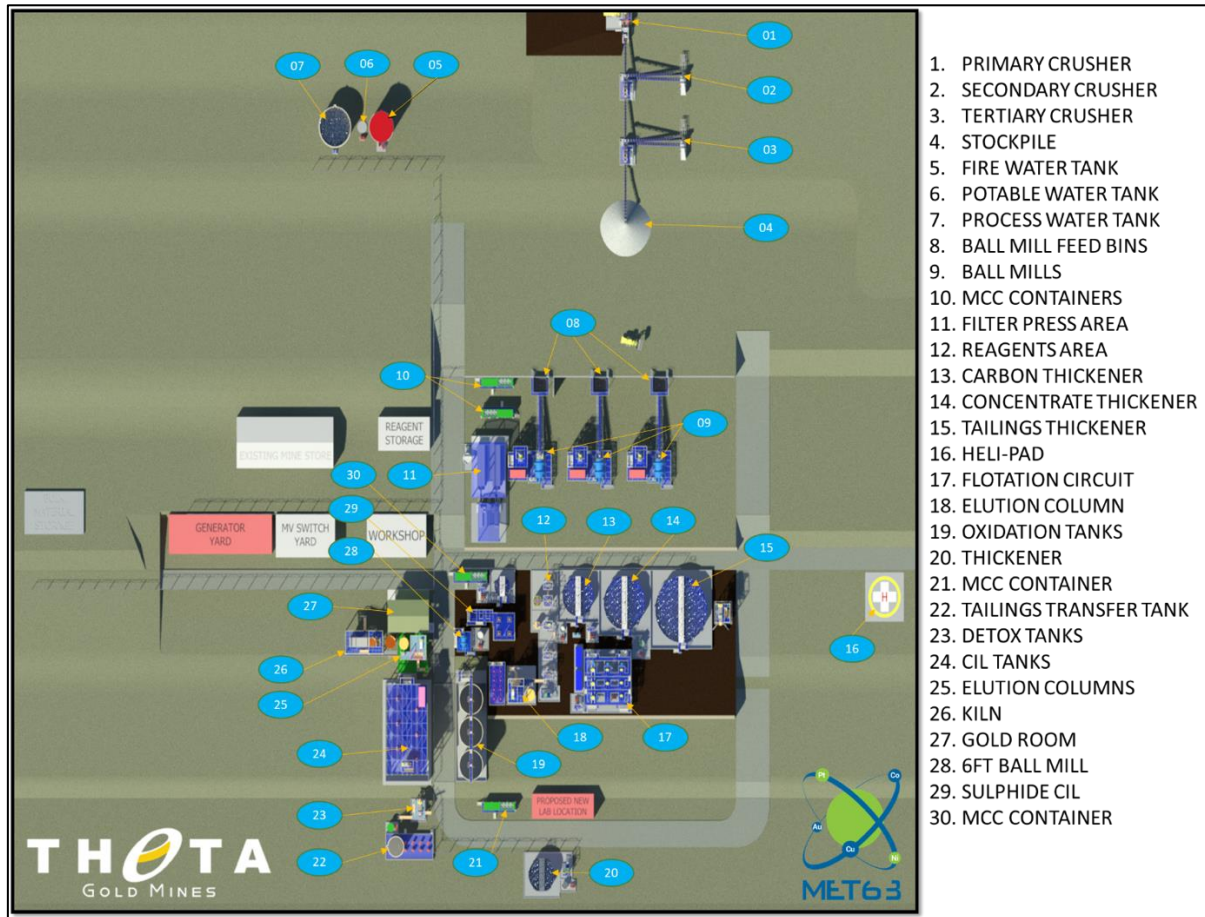 01
02
03
04
05
06
07
08
09
10
11
12
13
14
15
16
17
18
19
20
21
22
23
24
25
26
27
28
29
30
EXISTING MINE STORE
REAGENT
STORAGE
GENERATOR
YARD
MV SWITCH
YARD
WORKSHOP
H
PROPOSED NEW
LAB LOCATION
THETA
GOLD MINES
Pt
Co
Au
Cu
Ni
MET63
1. PRIMARY CRUSHER
2. SECONDARY CRUSHER
3. TERTIARY CRUSHER
4. STOCKPILE
5. FIRE WATER TANK
6. POTABLE WATER TANK
7. PROCESS WATER TANK
8. BALL MILL FEED BINS
9. BALL MILLS
10. MCC CONTAINERS
11. FILTER PRESS AREA
12. REAGENTS AREA
13. CARBON THICKENER
14. CONCENTRATE THICKENER
15. TAILINGS THICKENER
16. HELI-PAD
17. FLOTATION CIRCUIT
18. ELUTION COLUMN
19. OXIDATION TANKS
20. THICKENER
21. MCC CONTAINER
22. TAILINGS TRANSFER TANK
23. DETOX TANKS
24. CIL TANKS
25. ELUTION COLUMNS
26. KILN
27. GOLD ROOM
28. 6FT BALL MILL
29. SULPHIDE CIL
30. MCC CONTAINER